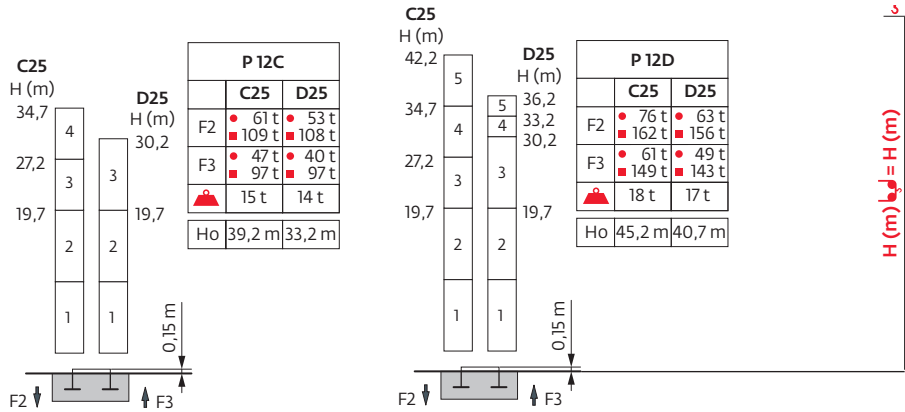 C25
H (m)
34,7
27,2
19,7
4
3
2
1
D25
H (m)
30,2
19,7
3
2
1
P 12C
C25 D25
F2 61 t 53 t
109 t 108 t
F3 47 t 40 t
97 t 97 t
15 t 14 t
Ho 39,2 m 33,2 m
0,15 m
F2 F3
C25
H (m)
42,2
34,7
27,2
19,7
5
4
3
2
1
D25
H (m)
36,2
33,2
30,2
19,7
5
4
3
2
1
P 12D
C25 D25
F2 76 t 63 t
162 t 156 t
F3 61 t 49 t
149 t 143 t
18 t 17 t
Ho 45,2 m 40,7 m
0,15 m
F2 F3
H (m) = H (m)